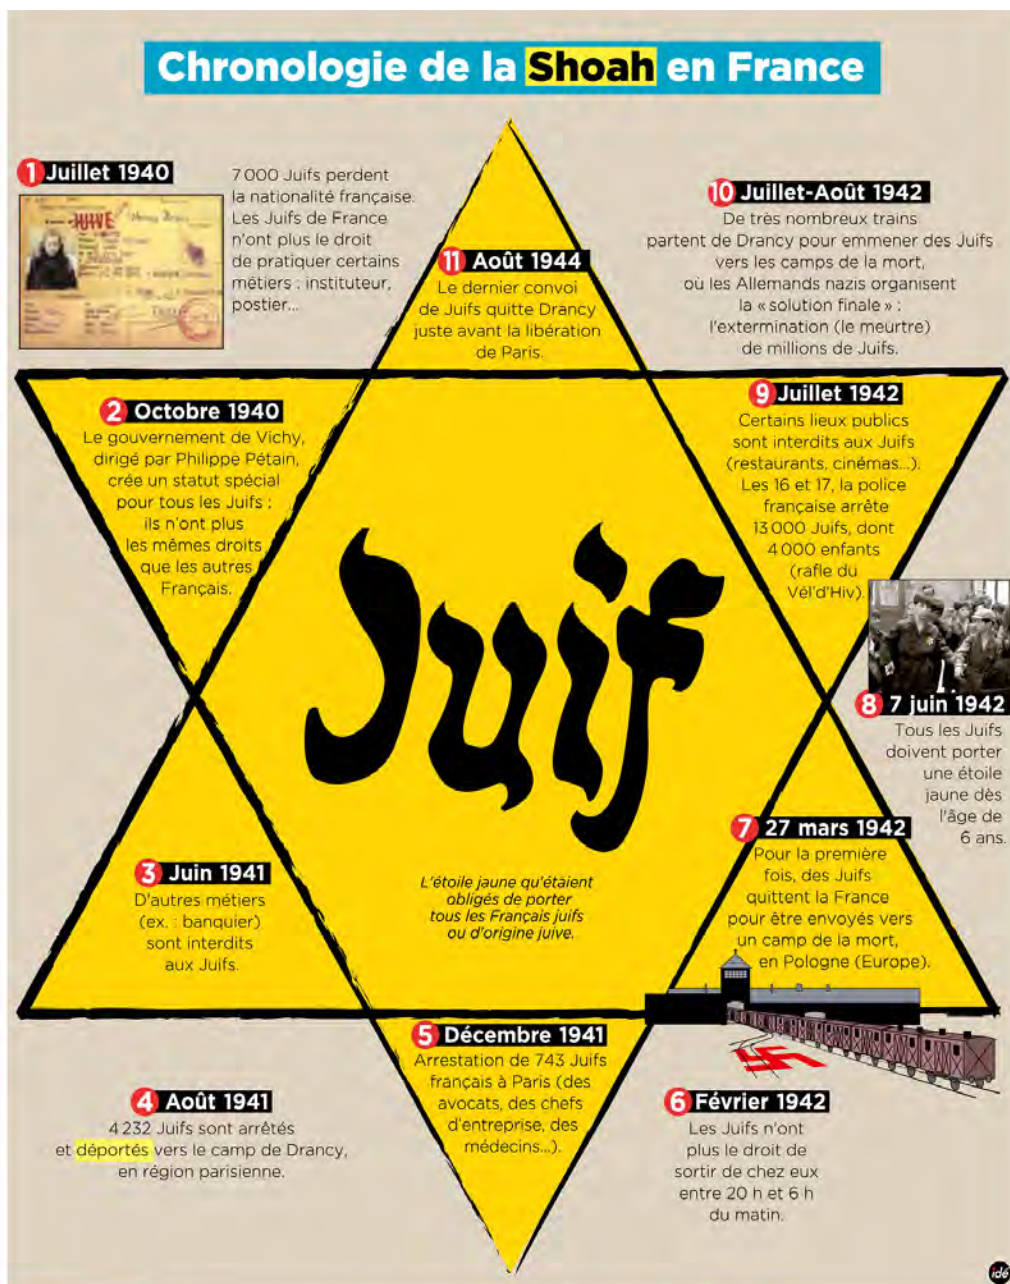 Chronologie de la Shoah en France
1 Juillet 1940
JUIVE
7 000 Juifs perdent
la nationalité française.
Les Juifs de France
n'ont plus le droit
de pratiquer certains
métiers : instituteur,
postier...
2 Octobre 1940
Le gouvernement de Vichy,
dirigé par Philippe Pétain,
crée un statut spécial
pour tous les Juifs :
ils n'ont plus
les mêmes droits
que les autres
Français.
3 Juin 1941
D'autres métiers
(ex. : banquier)
sont interdits
aux Juifs.
4 Août 1941
4 232 Juifs sont arrêtés
et déportés vers le camp de Drancy,
en région parisienne.
5 Décembre 1941
Arrestation de 743 Juifs
français à Paris (des
avocats, des chefs
d'entreprise, des
médecins...).
6 Février 1942
Les Juifs n'ont
plus le droit de
sortir de chez eux
entre 20 h et 6 h
du matin.
7 27 mars 1942
Pour la première
fois, des Juifs
quittent la France
pour être envoyés vers
un camp de la mort,
en Pologne (Europe).
8 7 juin 1942
Tous les Juifs
doivent porter
une étoile
jaune dès
l'âge de
6 ans.
9 Juillet 1942
Certains lieux publics
sont interdits aux Juifs
(restaurants, cinémas...).
Les 16 et 17, la police
française arrête
13 000 Juifs, dont
4 000 enfants
(rafle du
Vél'd'Hiv).
10 Juillet-Août 1942
De très nombreux trains
partent de Drancy pour emmener des Juifs
vers les camps de la mort,
où les Allemands nazis organisent
la « solution finale » :
l'extermination (le meurtre)
de millions de Juifs.
11 Août 1944
Le dernier convoi
de Juifs quitte Drancy
juste avant la libération
de Paris.
Juif
L'étoile jaune qu'étaient
obligés de porter
tous les Français juifs
ou d'origine juive.
idé